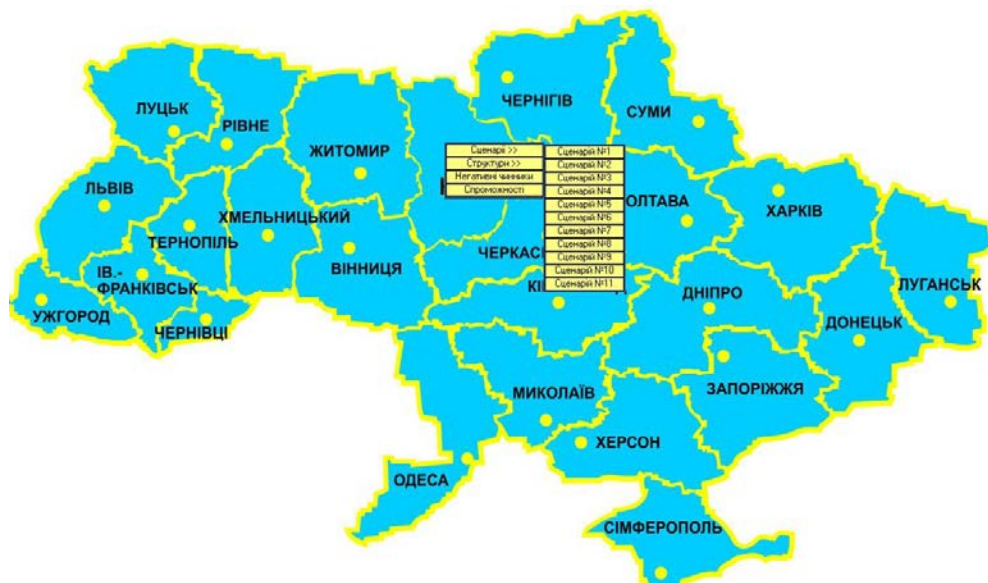 ЧЕРНІГІВ
ЛУЦЬК
СУМИ
РІВНЕ
ЖИТОМИР
Сценарії >>
Структури >>
Негативні чинники
Спроможності
Сценарій №1
Сценарій №2
Сценарій №3
Сценарій №4
Сценарій №5
Сценарій №6
Сценарій №7
Сценарій №8
Сценарій №9
Сценарій №10
Сценарій №11
ЛЬВІВ
ХМЕЛЬНИЦЬКИЙ
ОЛТАВА
ХАРКІВ
ТЕРНОПІЛЬ
ЧЕРКАС
ВІННИЦЯ
ІВ.-
ФРАНКІВСЬК
ЛУГАНСЬК
ДНІПРО
УЖГОРОД
ДОНЕЦЬК
ЧЕРНІВЦІ
МИКОЛАЇВ
ЗАПОРІЖЖЯ
ХЕРСОН
ОДЕСА
СІМФЕРОПОЛЬ